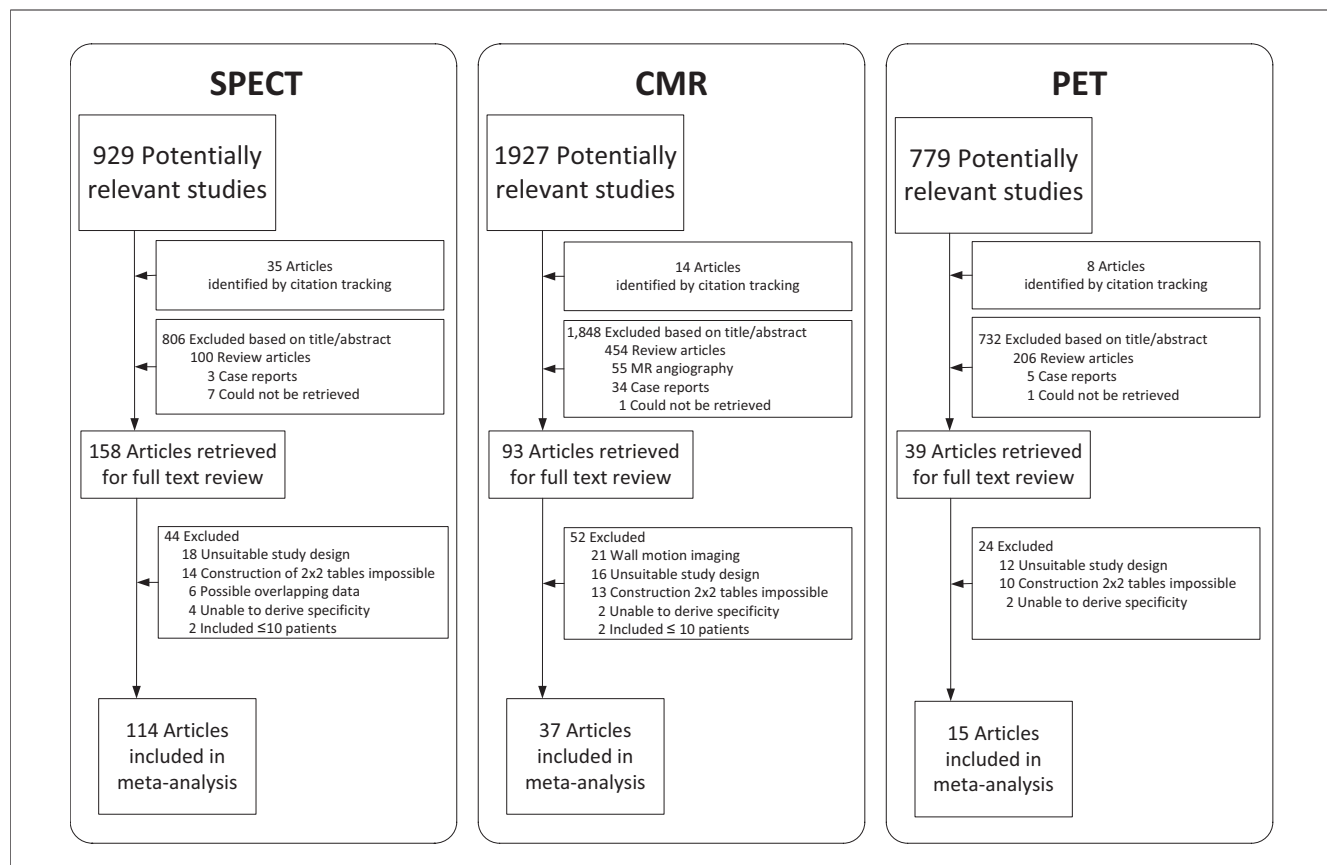 SPECT
929 Potentially
relevant studies
35 Articles
identified by citation tracking
806 Excluded based on title/abstract
100 Review articles
3 Case reports
7 Could not be retrieved
158 Articles retrieved
for full text review
44 Excluded
18 Unsuitable study design
14 Construction of 2x2 tables impossible
6 Possible overlapping data
4 Unable to derive specificity
2 Included ≤10 patients
114 Articles
included in
meta-analysis
CMR
1927 Potentially
relevant studies
14 Articles
identified by citation tracking
1,848 Excluded based on title/abstract
454 Review articles
55 MR angiography
34 Case reports
1 Could not be retrieved
93 Articles retrieved
for full text review
52 Excluded
21 Wall motion imaging
16 Unsuitable study design
13 Construction 2x2 tables impossible
2 Unable to derive specificity
2 Included ≤ 10 patients
37 Articles
included in
meta-analysis
PET
779 Potentially
relevant studies
8 Articles
identified by citation tracking
732 Excluded based on title/abstract
206 Review articles
5 Case reports
1 Could not be retrieved
39 Articles retrieved
for full text review
24 Excluded
12 Unsuitable study design
10 Construction 2x2 tables impossible
2 Unable to derive specificity
15 Articles
included in
meta-analysis